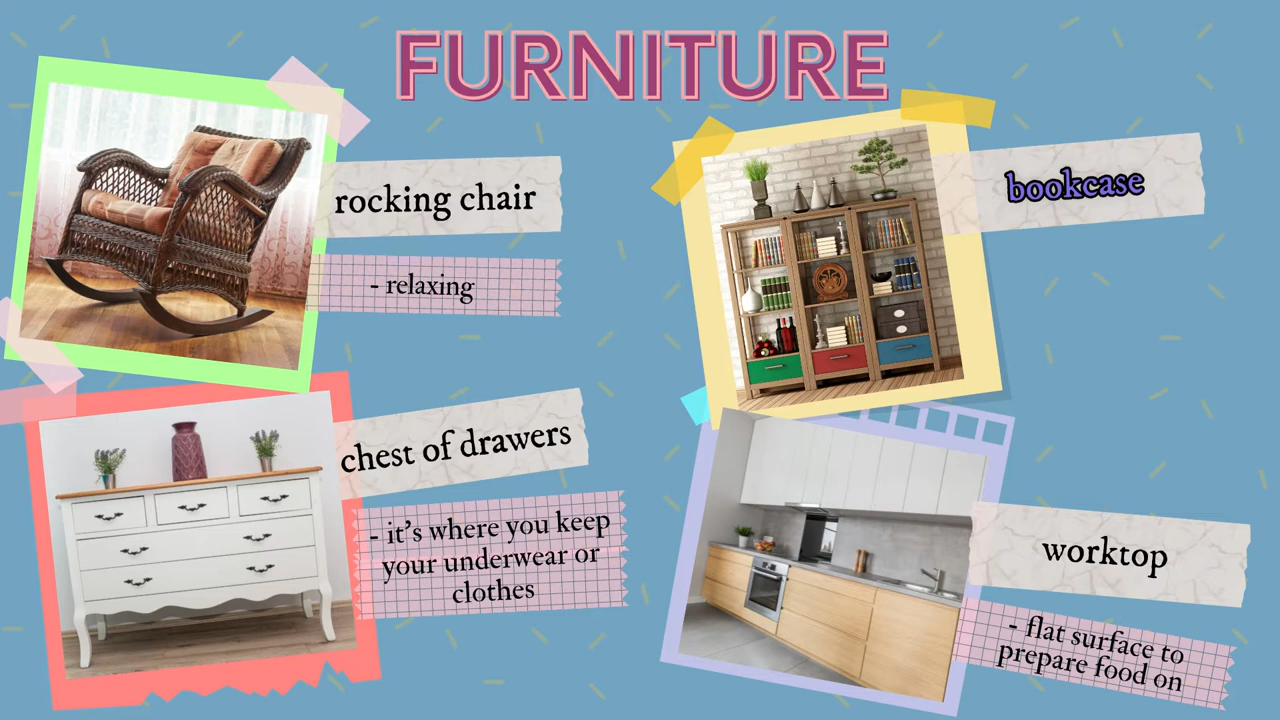 FURNITURE
rocking chair
- relaxing
bookcase
chest of drawers
- it’s where you keep
your underwear or
clothes
worktop
- flat surface to
prepare food on